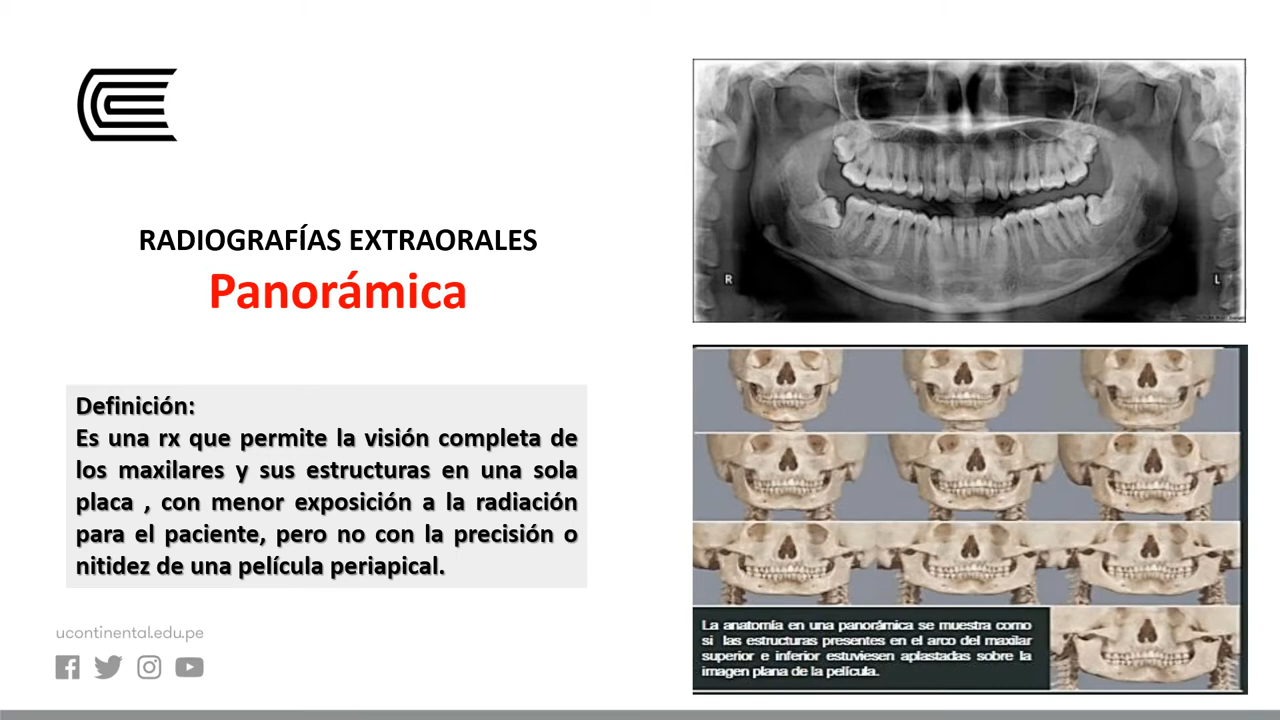 RADIOGRAFÍAS EXTRAORALES
Panorámica
Definición:
Es una rx que permite la visión completa de
los maxilares y sus estructuras en una sola
placa , con menor exposición a la radiación
para el paciente, pero no con la precisión o
nitidez de una película periapical.
ucontinental.edu.pe
R
L
La anatomía en una panorámica se muestra como
si las estructuras presentes en el arco del maxilar
superior e inferior estuviesen aplastadas sobre la
imagen plana de la película.